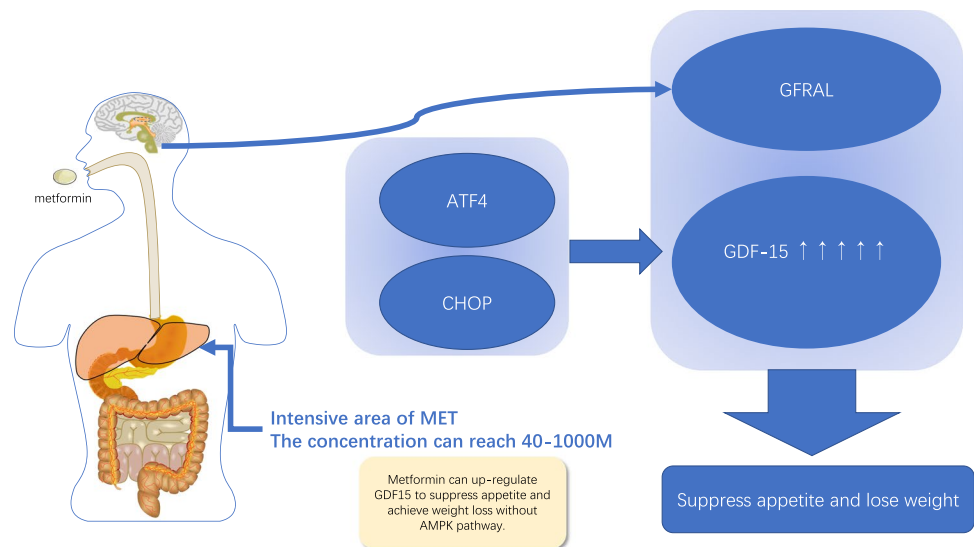 metformin
GFRAL
ATF4
CHOP
GDF-15 ↑ ↑ ↑ ↑ ↑
Intensive area of MET
The concentration can reach 40-1000M
Metformin can up-regulate
GDF15 to suppress appetite and
achieve weight loss without
AMPK pathway.
Suppress appetite and lose weight